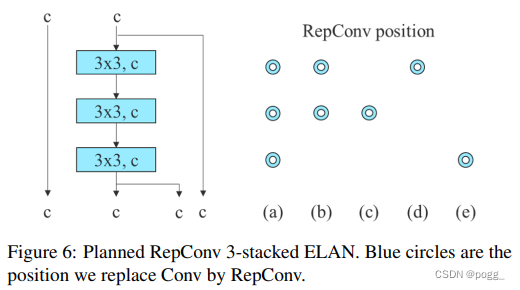 c c
RepConv position
3x3, c
3x3, c
3x3, c
c c c c
(a) (b) (c) (d) (e)
Figure 6: Planned RepConv 3-stacked ELAN. Blue circles are the
position we replace Conv by RepConv.
CSDN @pogg_